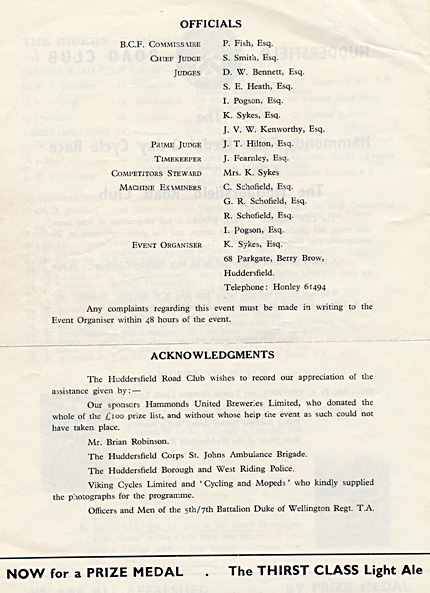 OFFICIALS
B.C.F. COMMISSAIRE P. Fish, Esq.
CHIEF JUDGE S. Smith, Esq.
JUDGES D. W. Bennett, Esq.
S. E. Heath, Esq.
I. Pogson, Esq.
K. Sykes, Esq.
J. V. W. Kenworthy, Esq.
PRIME JUDGE J. T. Hilton, Esq.
TIMEKEEPER J. Fearnley, Esq.
COMPETITORS STEWARD Mrs. K. Sykes
MACHINE EXAMINERS C. Schofield, Esq.
G. R. Schofield, Esq.
R. Schofield, Esq.
I. Pogson, Esq.
EVENT ORGANISER K. Sykes, Esq.
68 Parkgate, Berry Brow,
Huddersfield.
Telephone: Honley 61494
Any complaints regarding this event must be made in writing to the
Event Organiser within 48 hours of the event.
ACKNOWLEDGMENTS
The Huddersfield Road Club wishes to record our appreciation of the
assistance given by:—
Our sponsors Hammonds United Breweries Limited, who donated the
whole of the £100 prize list, and without whose help the event as such could not
have taken place.
Mr. Brian Robinson.
The Huddersfield Corps St. Johns Ambulance Brigade.
The Huddersfield Borough and West Riding Police.
Viking Cycles Limited and 'Cycling and Mopeds' who kindly supplied
the photographs for the programme.
Officers and Men of the 5th/7th Battalion Duke of Wellington Regt. T.A.
NOW for a PRIZE MEDAL . The THIRST CLASS Light Ale